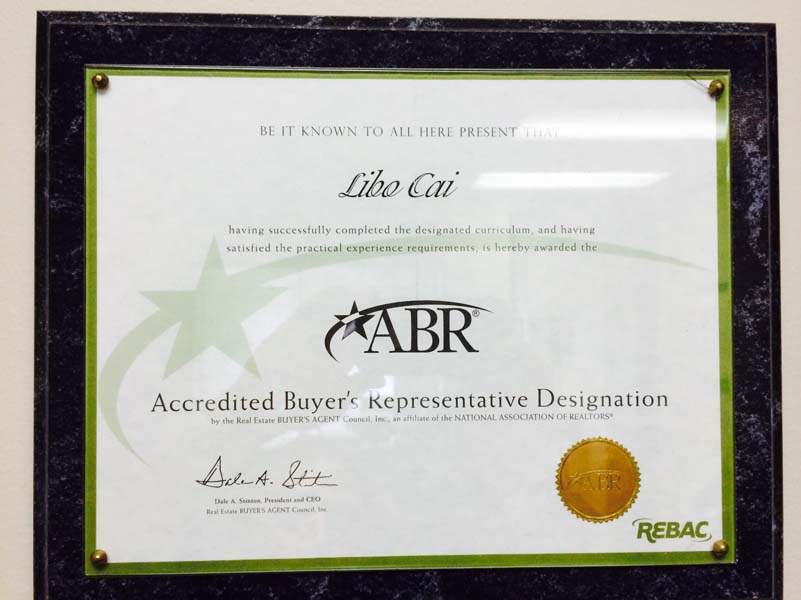 BE IT KNOWN TO ALL HERE PRESENT THAT
Libo Cai
having successfully completed the designated curriculum, and having
satisfied the practical experience requirements, is hereby awarded the
ABR®
Accredited Buyer's Representative Designation
by the Real Estate BUYER'S AGENT Council, Inc., an affiliate of the NATIONAL ASSOCIATION OF REALTORS®
Dale A. Stinton
Dale A. Stinton, President and CEO
Real Estate BUYER'S AGENT Council, Inc.
ABR
REBAC